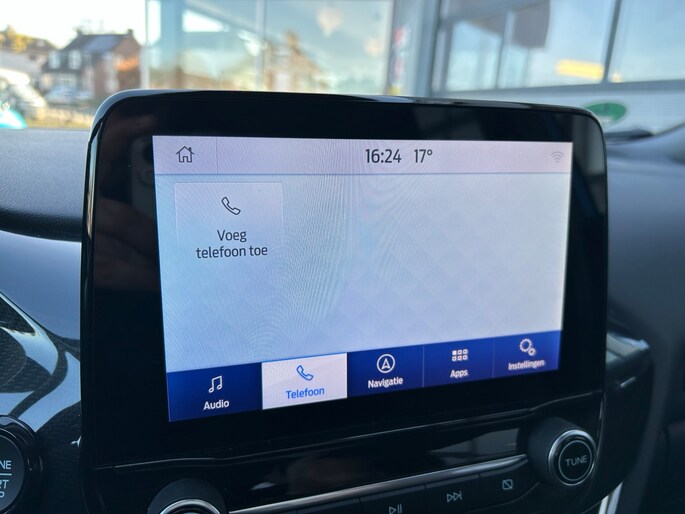 16:24 17°
Voeg
telefoon toe
Audio
Telefoon
Navigatie
Apps
Instellingen
TUNE